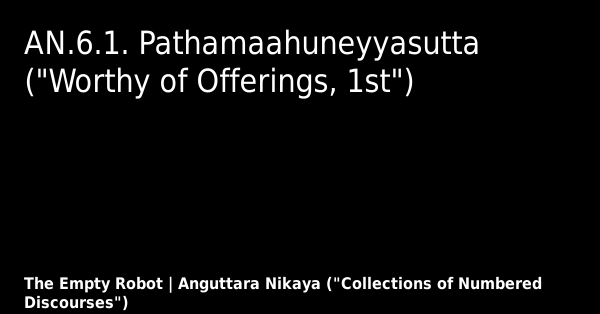 AN.6.1. Pathamaahuneyyasutta
("Worthy of Offerings, 1st")
The Empty Robot | Anguttara Nikaya ("Collections of Numbered
Discourses")